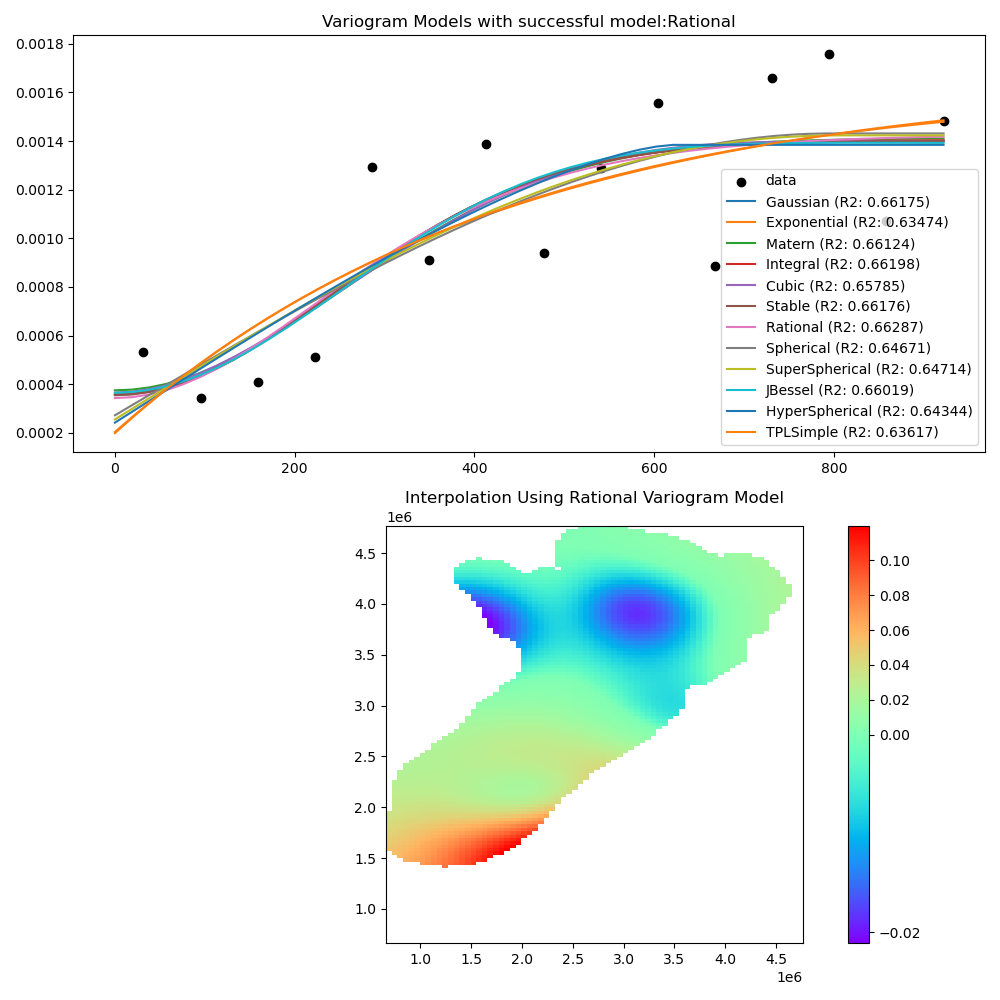 Variogram Models with successful model:Rational
0.0018
0.0016
0.0014
0.0012
0.0010
0.0008
0.0006
0.0004
0.0002
0
200
400
600
800
data
Gaussian (R2: 0.66175)
Exponential (R2: 0.63474)
Matern (R2: 0.66124)
Integral (R2: 0.66198)
Cubic (R2: 0.65785)
Stable (R2: 0.66176)
Rational (R2: 0.66287)
Spherical (R2: 0.64671)
SuperSpherical (R2: 0.64714)
JBessel (R2: 0.66019)
HyperSpherical (R2: 0.64344)
TPLSimple (R2: 0.63617)
Interpolation Using Rational Variogram Model
1e6
4.5
4.0
3.5
3.0
2.5
2.0
1.5
1.0
1.0
1.5
2.0
2.5
3.0
3.5
4.0
4.5
1e6
0.10
0.08
0.06
0.04
0.02
0.00
−0.02